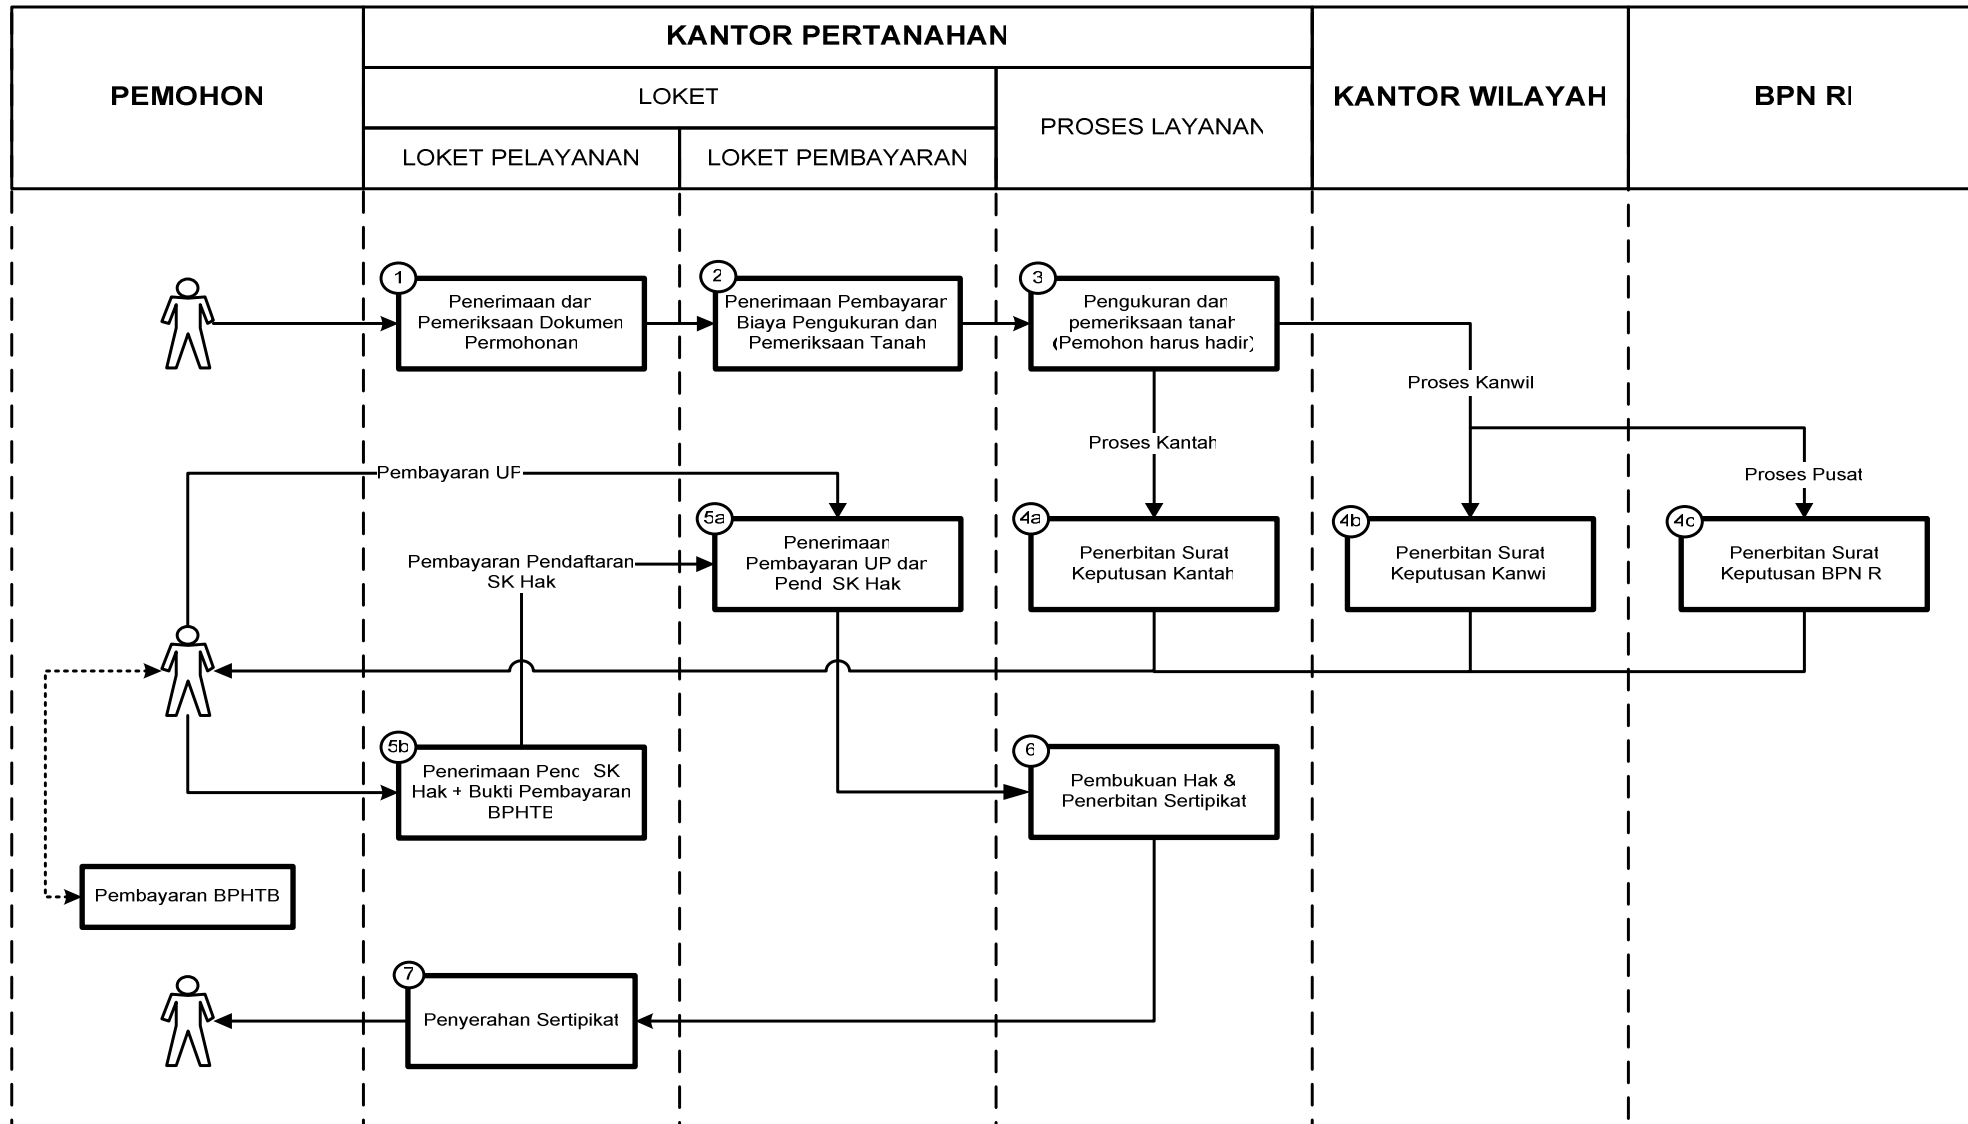 KANTOR PERTANAHAN
PEMOHON
LOKET
KANTOR WILAYAH
BPN RI
PROSES LAYANAN
LOKET PELAYANAN
LOKET PEMBAYARAN
1
Penerimaan dan
Pemeriksaan Dokumen
Permohonan
2
Penerimaan Pembayaran
Biaya Pengukuran dan
Pemeriksaan Tanah
3
Pengukuran dan
pemeriksaan tanah
(Pemohon harus hadir)
Proses Kanwil
Proses Kantah
Pembayaran UP
Proses Pusat
5a
Penerimaan
Pembayaran UP dan
Pend SK Hak
4a
Penerbitan Surat
Keputusan Kantah
4b
Penerbitan Surat
Keputusan Kanwi
4c
Penerbitan Surat
Keputusan BPN R
Pembayaran Pendaftaran
SK Hak
5b
Penerimaan Pend SK
Hak + Bukti Pembayaran
BPHTB
6
Pembukuan Hak &
Penerbitan Sertipikat
Pembayaran BPHTB
7
Penyerahan Sertipikat